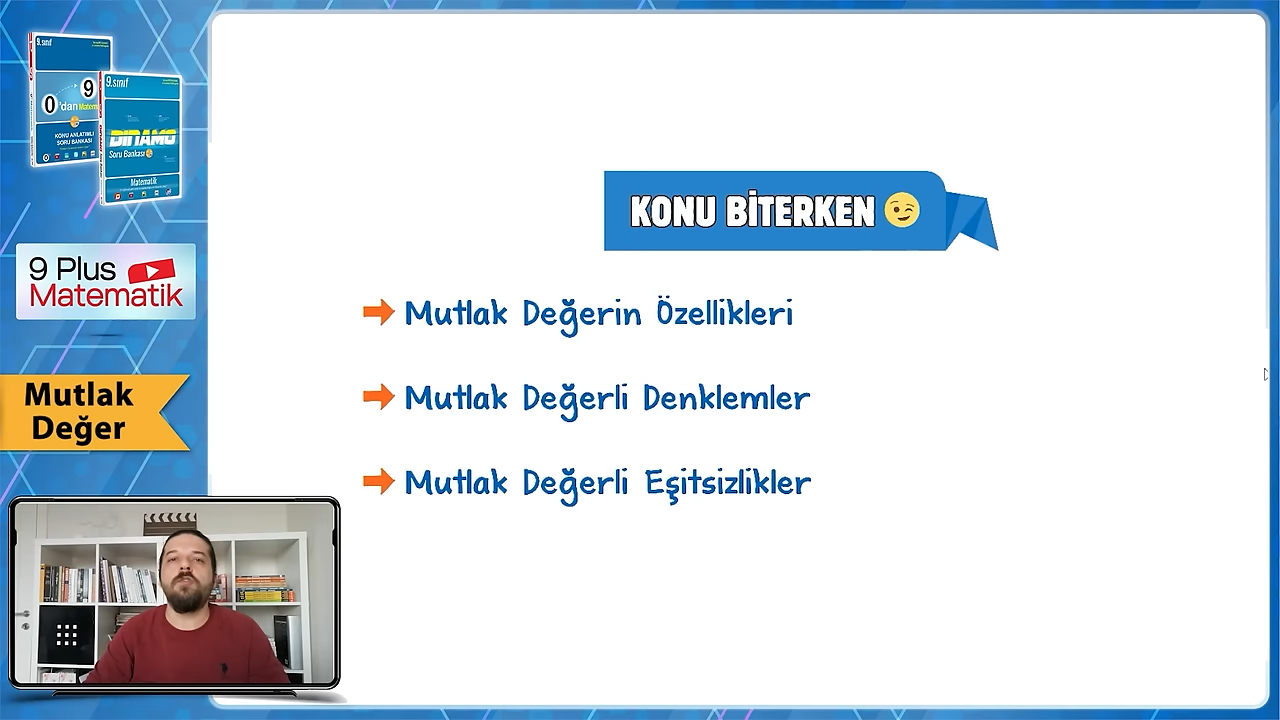 9.sınıf
0'dan 9
Matem
KONU ANLATIMLI
SORU BANKASI
9.sınıf
DİNAMO
Soru Bankası
Matematik
9 Plus
Matematik
Mutlak
Değer
KONU BİTERKEN
Mutlak Değerin Özellikleri
Mutlak Değerli Denklemler
Mutlak Değerli Eşitsizlikler